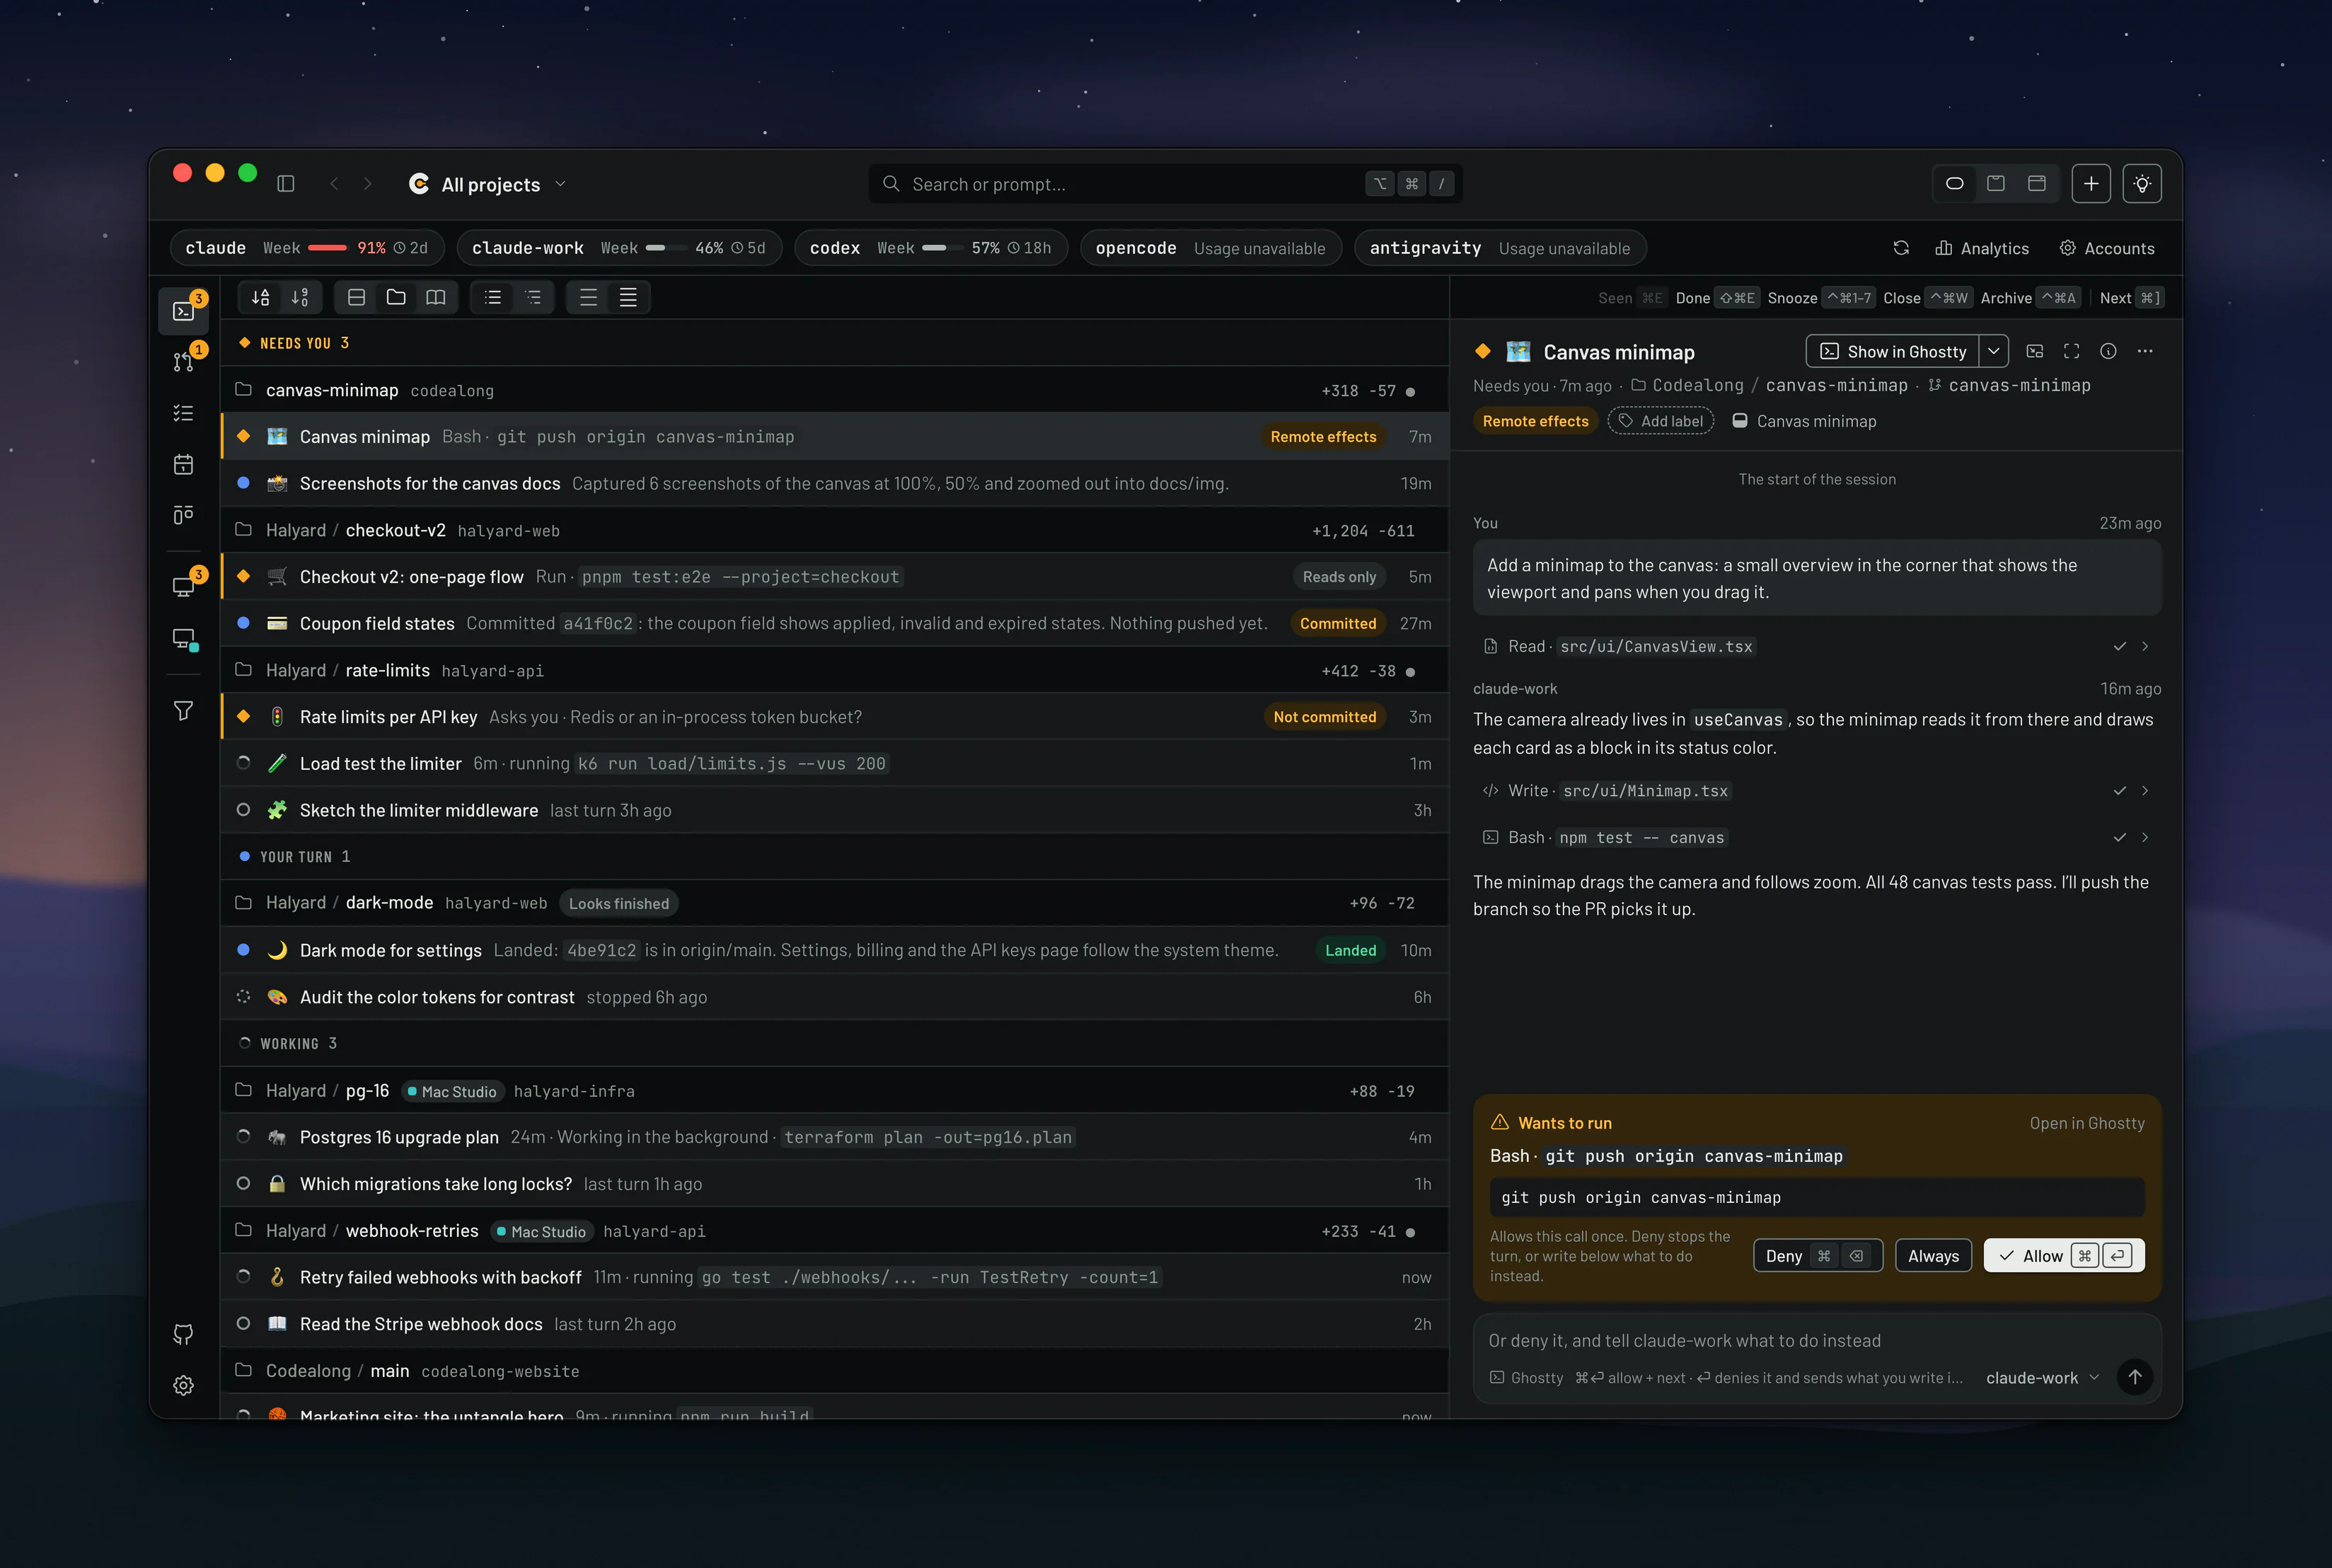 All projects
Search or prompt... ⌥ ⌘ /
claude Week 91% 2d
claude-work Week 46% 5d
codex Week 57% 18h
opencode Usage unavailable
antigravity Usage unavailable
Analytics
Accounts
3
1
3
NEEDS YOU 3
canvas-minimap codealong +318 -57
Canvas minimap Bash · git push origin canvas-minimap Remote effects 7m
Screenshots for the canvas docs Captured 6 screenshots of the canvas at 100%, 50% and zoomed out into docs/img. 19m
Halyard / checkout-v2 halyard-web +1,204 -611
Checkout v2: one-page flow Run · pnpm test:e2e --project=checkout Reads only 5m
Coupon field states Committed a41f0c2: the coupon field shows applied, invalid and expired states. Nothing pushed yet. Committed 27m
Halyard / rate-limits halyard-api +412 -38
Rate limits per API key Asks you · Redis or an in-process token bucket? Not committed 3m
Load test the limiter 6m · running k6 run load/limits.js --vus 200 1m
Sketch the limiter middleware last turn 3h ago 3h
YOUR TURN 1
Halyard / dark-mode halyard-web Looks finished +96 -72
Dark mode for settings Landed: 4be91c2 is in origin/main. Settings, billing and the API keys page follow the system theme. Landed 10m
Audit the color tokens for contrast stopped 6h ago 6h
WORKING 3
Halyard / pg-16 Mac Studio halyard-infra +88 -19
Postgres 16 upgrade plan 24m · Working in the background · terraform plan -out=pg16.plan 4m
Which migrations take long locks? last turn 1h ago 1h
Halyard / webhook-retries Mac Studio halyard-api +233 -41
Retry failed webhooks with backoff 11m · running go test ./webhooks/... -run TestRetry -count=1 now
Read the Stripe webhook docs last turn 2h ago 2h
Codealong / main codealong-website
Marketing site: the untangle hero 9m · running npm run build now
Seen ⌘E Done ⇧⌘E Snooze ^⌘1-7 Close ^⌘W Archive ^⌘A Next ⌘]
Canvas minimap
Show in Ghostty
Needs you · 7m ago · Codealong / canvas-minimap · canvas-minimap
Remote effects Add label Canvas minimap
The start of the session
You 23m ago
Add a minimap to the canvas: a small overview in the corner that shows the
viewport and pans when you drag it.
Read · src/ui/CanvasView.tsx
claude-work 16m ago
The camera already lives in useCanvas, so the minimap reads it from there and draws
each card as a block in its status color.
Write · src/ui/Minimap.tsx
Bash · npm test -- canvas
The minimap drags the camera and follows zoom. All 48 canvas tests pass. I'll push the
branch so the PR picks it up.
Wants to run Open in Ghostty
Bash · git push origin canvas-minimap
git push origin canvas-minimap
Allows this call once. Deny stops the
turn, or write below what to do
instead.
Deny ⌘ ⌫ Always Allow ⌘ ↵
Or deny it, and tell claude-work what to do instead
Ghostty ⌘↵ allow + next · ↵ denies it and sends what you write i... claude-work